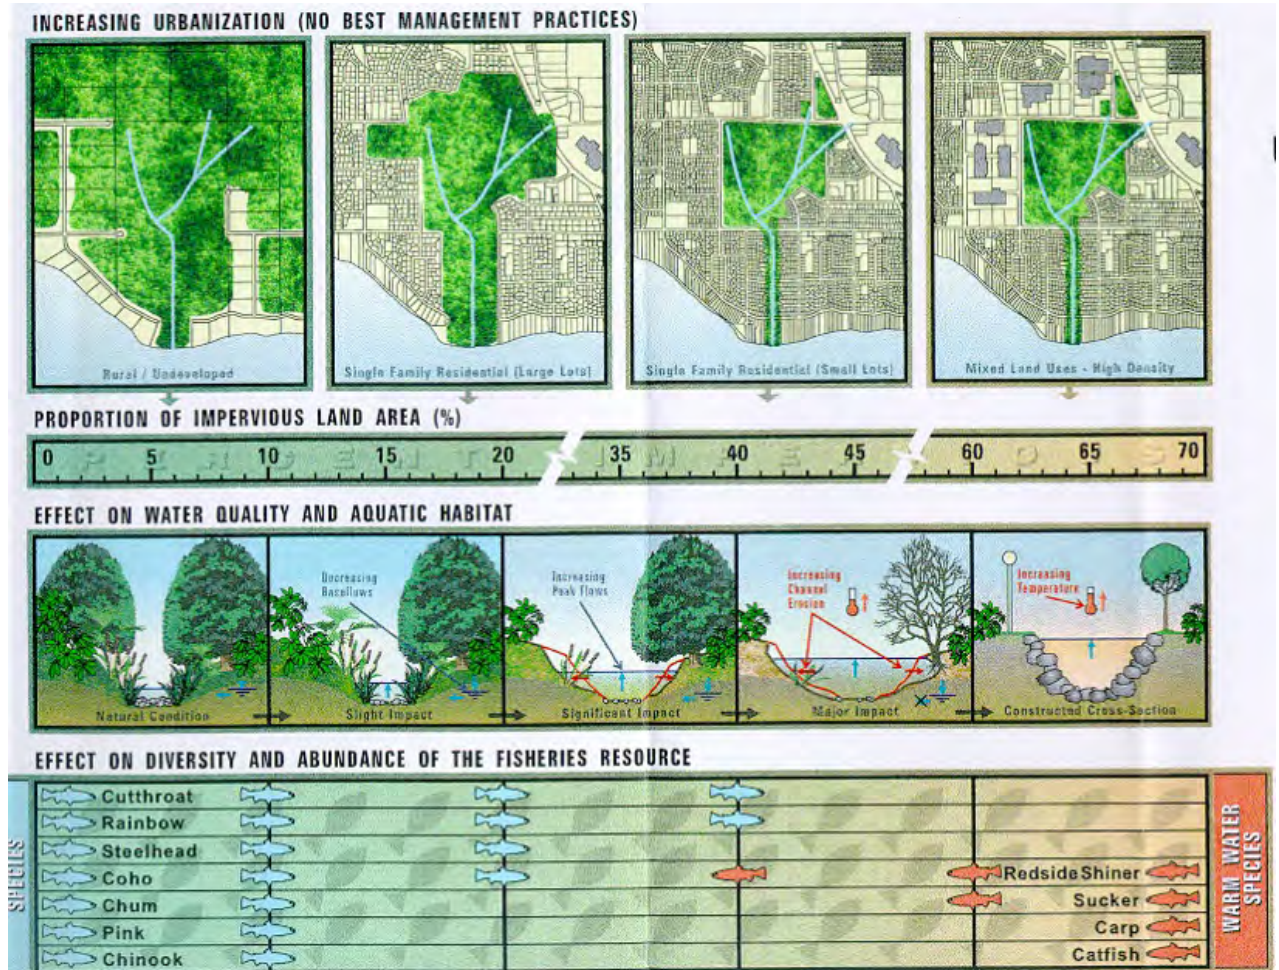 INCREASING URBANIZATION (NO BEST MANAGEMENT PRACTICES)
Rural / Undeveloped
Single Family Residential (Large Lots)
Single Family Residential (Small Lots)
Mixed Land Uses - High Density
PROPORTION OF IMPERVIOUS LAND AREA (%)
0 5 10 15 20 35 40 45 60 65 70
EFFECT ON WATER QUALITY AND AQUATIC HABITAT
Decreasing
Baseflows
Increasing
Peak Flows
Increasing
Channel
Erosion
Increasing
Temperature
Natural Condition
Slight Impact
Significant Impact
Major Impact
Constructed Cross-Section
EFFECT ON DIVERSITY AND ABUNDANCE OF THE FISHERIES RESOURCE
SPECIES
Cutthroat
Rainbow
Steelhead
Coho
Redside Shiner
Chum
Sucker
Pink
Carp
Chinook
Catfish
WARM WATER
SPECIES